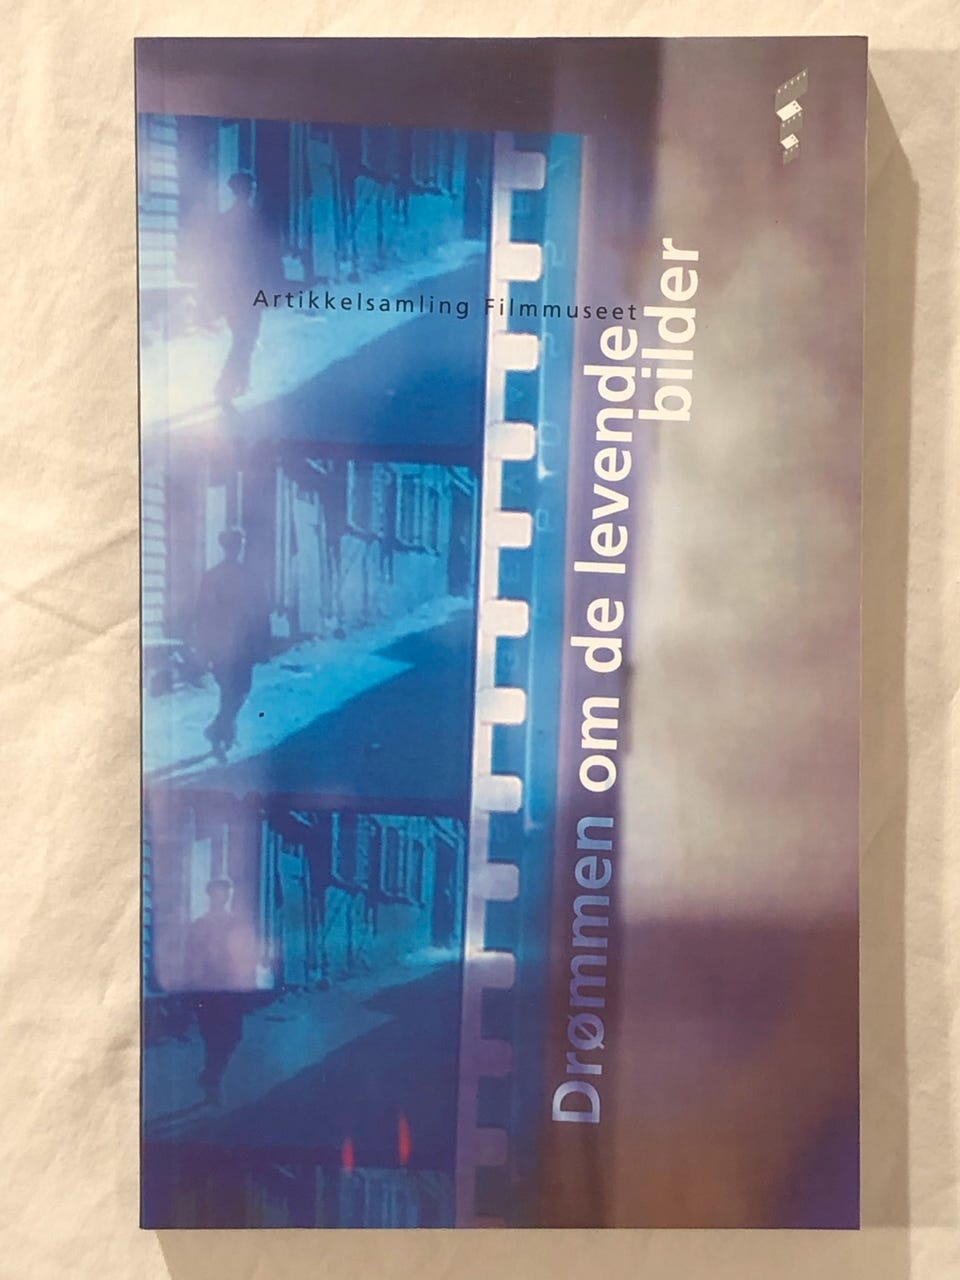 Artikkelsamling Filmmuseet
Drømmen om de levende
bilder